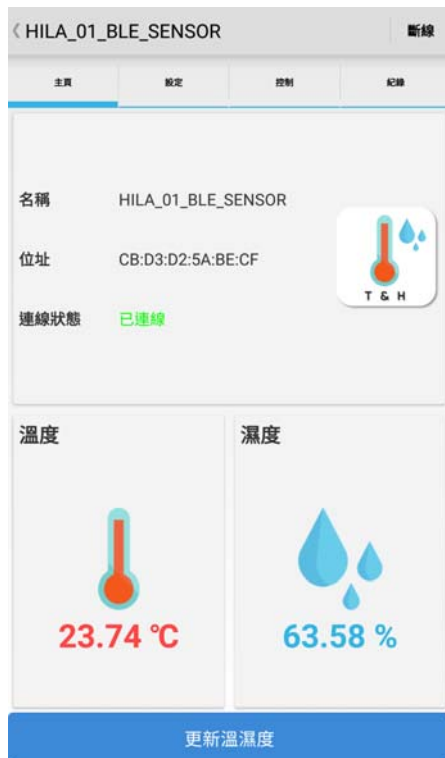 HILA_01_BLE_SENSOR 斷線
主頁 設定 控制 紀錄
名稱 HILA_01_BLE_SENSOR
位址 CB:D3:D2:5A:BE:CF
T & H
連線狀態 已連線
溫度 濕度
23.74 ℃ 63.58 %
更新溫濕度